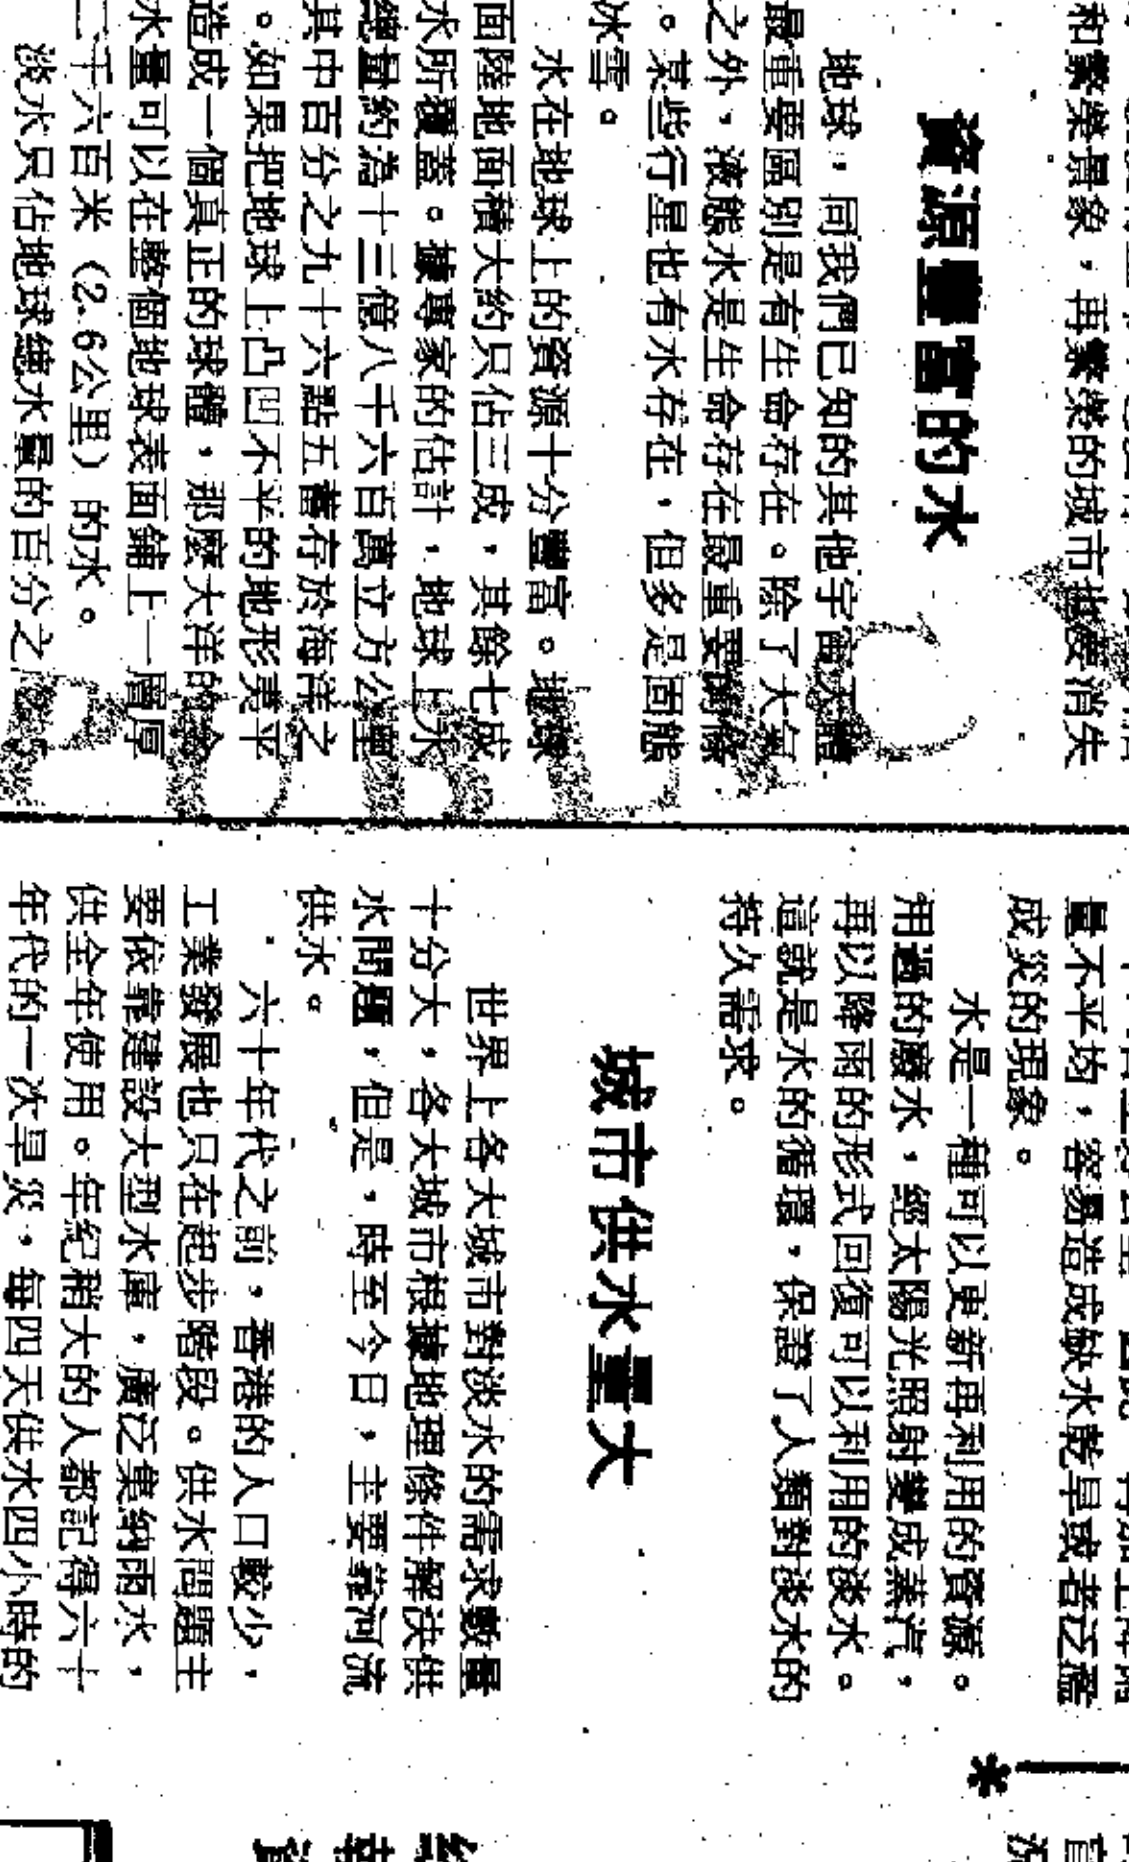 和繁榮景象，再繁榮的城市也要消失
資源豐富的水
地球，同我們已知的其他宇宙天體
最重要區別是有生命存在。除了大氣
之外，液態水是生命存在最重要的條
。某些行星也有水存在，但多是固態
冰雪。
水在地球上的資源十分豐富。地球
面陸地面積大約只佔三成，其餘七成
水所覆蓋。據專家的估計，地球上水
總量約為十三億八千六百萬立方公里
其中百分之九十六點五蓄存於海洋之
。如果把地球上凸凹不平的地形夷平
造成一個真正的球體，那麼大洋的含
水量可以在整個地球表面鋪上一層厚
二千六百米（2.6公里）的水。
淡水只佔地球總水量的百分之
量不平均，容易造成缺水乾旱或者泛濫
成災的現象。
水是一種可以更新再利用的資源。
用過的廢水，經太陽光照射變成蒸汽，
再以降雨的形式回復可以利用的淡水。
這就是水的循環，保證了人類對淡水的
持久需求。
城市供水量大
世界上各大城市對淡水的需求數量
十分大，各大城市根據地理條件解決供
水問題，但是，時至今日，主要靠河流
供水。
六十年代之前，香港的人口較少，
工業發展也只在起步階段。供水問題主
要依靠建設大型水庫，廣泛集納雨水，
供全年使用。年紀稍大的人都記得六十
年代的一次旱災，每四天供水四小時的
*